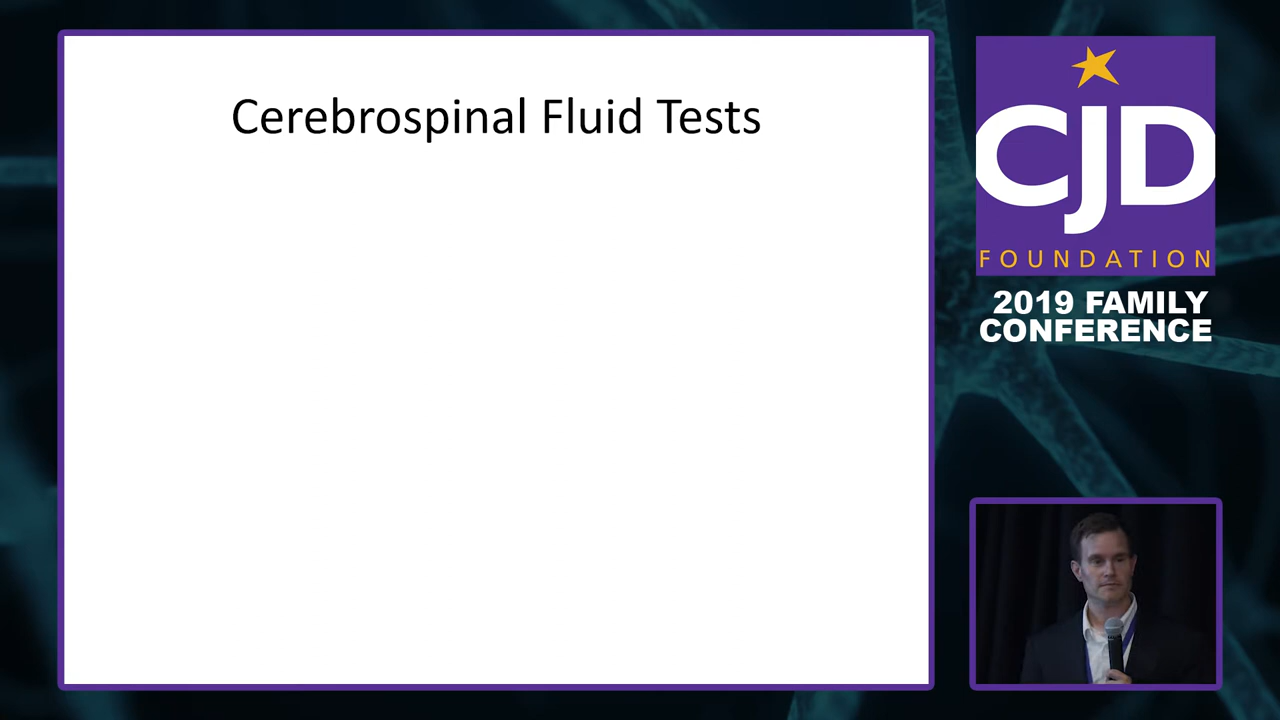 Cerebrospinal Fluid Tests
CJD
FOUNDATION
2019 FAMILY
CONFERENCE